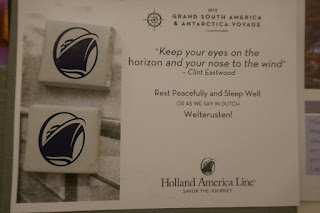 2018
GRAND SOUTH AMERICA
& ANTARCTICA VOYAGE
"Keep your eyes on the
horizon and your nose to the wind"
- Clint Eastwood
Rest Peacefully and Sleep Well
OR AS WE SAY IN DUTCH
Welterusten!
Holland America Line
SAVOR THE JOURNEY